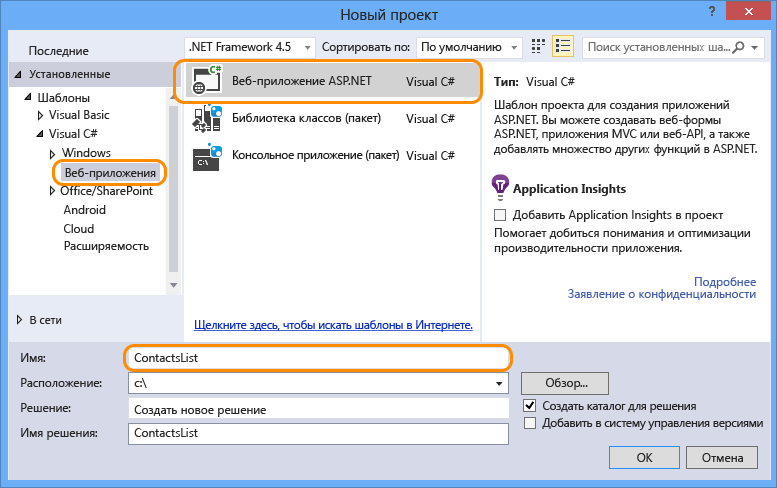 Новый проект
?
Последние
.NET Framework 4.5
Сортировать по:
По умолчанию
Поиск установленных ша...
Установленные
Шаблоны
Visual Basic
Visual C#
Windows
Веб-приложения
Office/SharePoint
Android
Cloud
Расширяемость
В сети
C#
Веб-приложение ASP.NET Visual C#
C#
Библиотека классов (пакет) Visual C#
C#
C:\
Консольное приложение (пакет) Visual C#
Щелкните здесь, чтобы искать шаблоны в Интернете.
Тип: Visual C#
Шаблон проекта для создания приложений
ASP.NET. Вы можете создавать веб-формы
ASP.NET, приложения MVC или веб-API, а также
добавлять множество других функций в ASP.NET.
Application Insights
Добавить Application Insights в проект
Помогает добиться понимания и оптимизации
производительности приложения.
Подробнее
Заявление о конфиденциальности
Имя: ContactsList
Расположение: c:\ Обзор...
Решение: Создать новое решение
Создать каталог для решения
Имя решения: ContactsList
Добавить в систему управления версиями
OK
Отмена